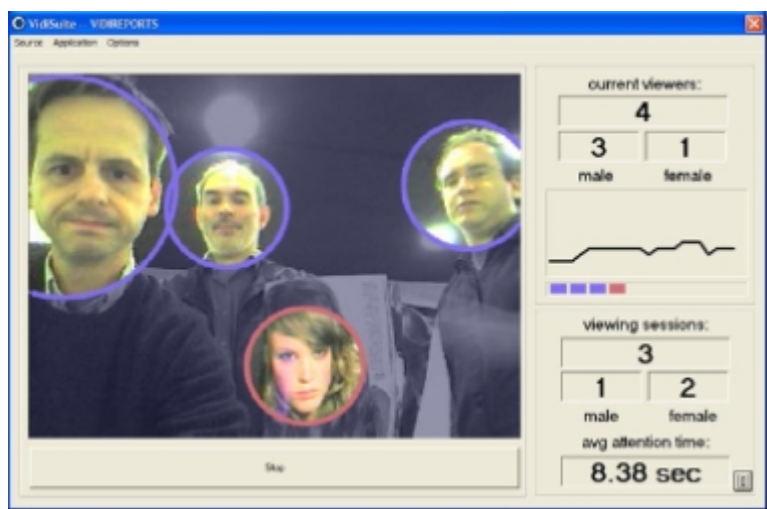 VidiSuite -- VIDIREPORTS
Source Application Options
current viewers:
4
3 1
male female
viewing sessions:
3
1 2
male female
avg attention time:
8.38 sec
Stop